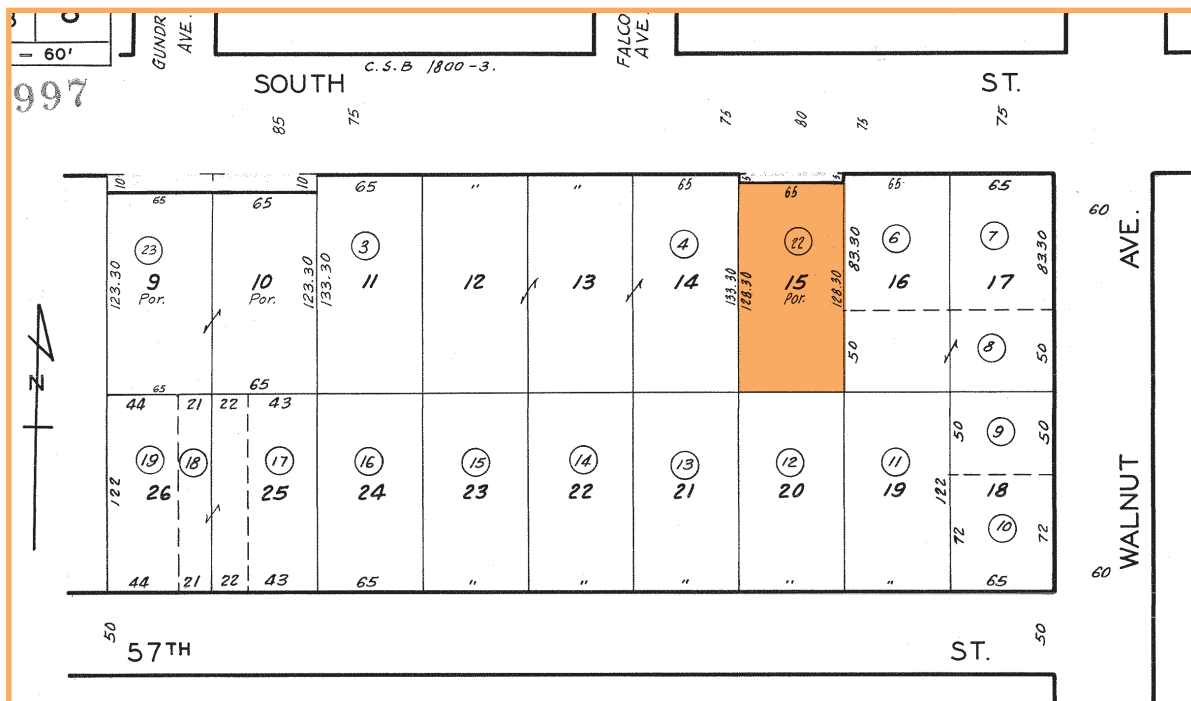 GUNDR
AVE.
FALCO
AVE.
= 60'
997
C.S.B 1800-3.
SOUTH ST.
85 75 75 80 75 75
10 10 65 " " 65 5 5 65 65
65 65 65
60
AVE.
23 3 4 22 6 7
9 10 11 12 13 14 15 16 17
Por. Por. Por.
123.30 123.30 133.30 133.30 128.30 128.30 83.30 83.30
N
50 8 50
65 65
44 21 22 43
50 9 50
19 18 17 16 15 14 13 12 11
122 26 25 24 23 22 21 20 19 122 18
72 10 72
WALNUT
44 21 22 43 65 " " " " " 65
60
50 50
57TH ST.